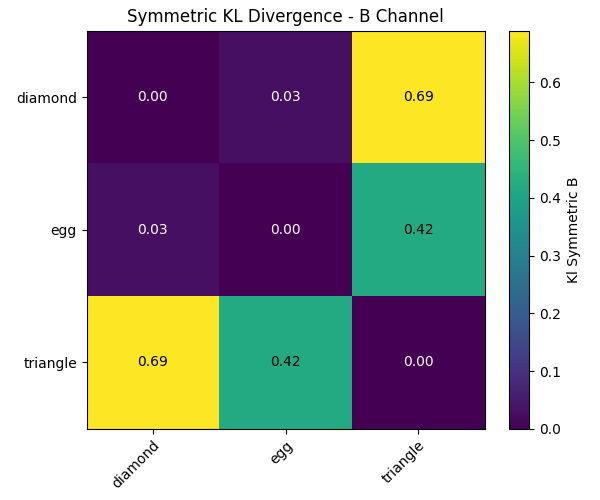 Symmetric KL Divergence - B Channel
diamond 0.00 0.03 0.69
egg 0.03 0.00 0.42
triangle 0.69 0.42 0.00
diamond egg triangle
0.6
0.5
0.4
0.3
0.2
0.1
0.0
Kl Symmetric B